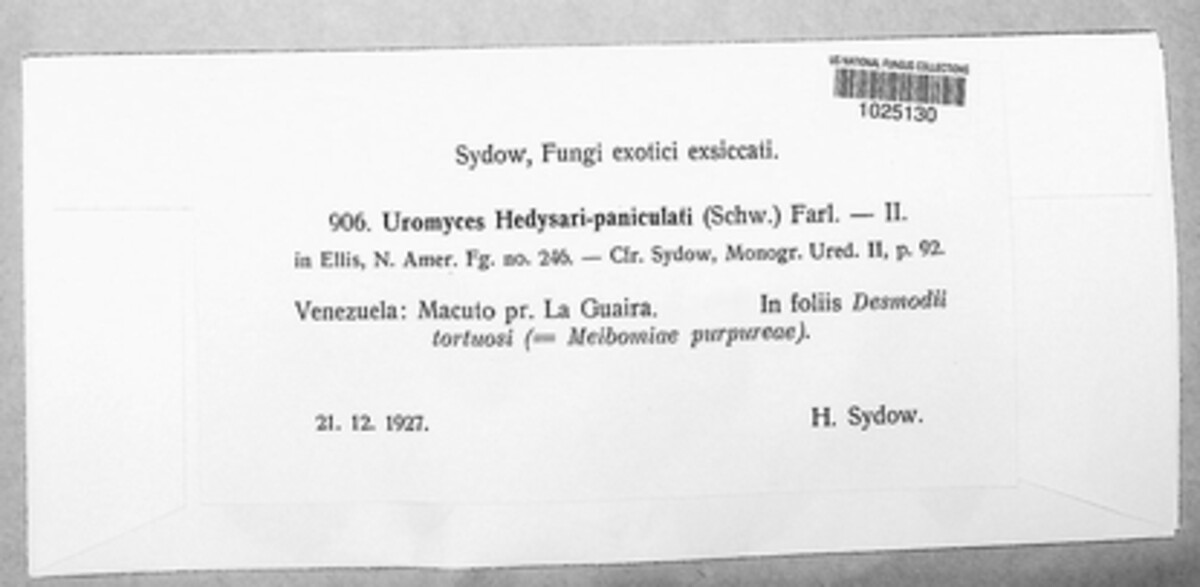 US NATIONAL FUNGUS COLLECTIONS
1025130
Sydow, Fungi exotici exsiccati.
906. Uromyces Hedysari-paniculati (Schw.) Farl. — II.
in Ellis, N. Amer. Fg. no. 246. — Cfr. Sydow, Monogr. Ured. II, p. 92.
Venezuela: Macuto pr. La Guaira. In foliis Desmodii
tortuosi (= Meibomiae purpureae).
21. 12. 1927. H. Sydow.